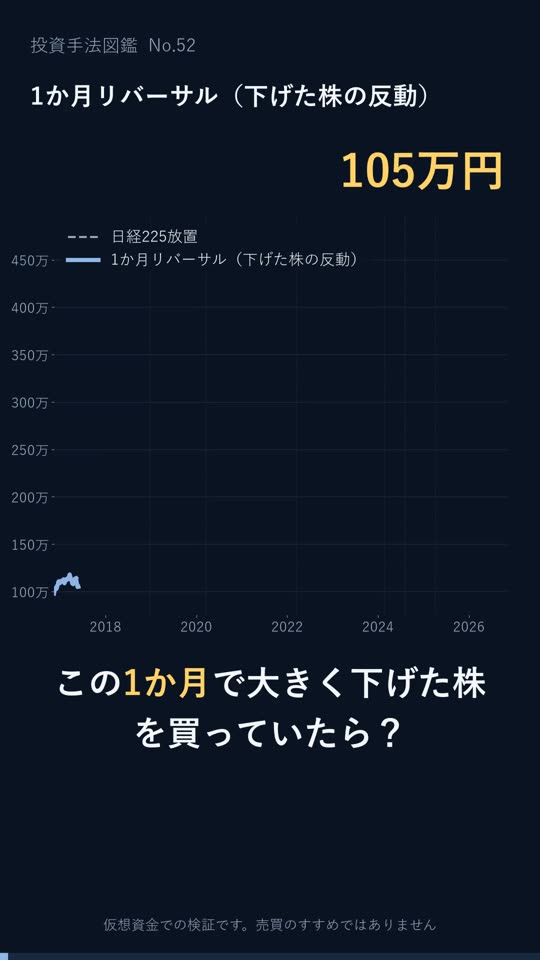 投資手法図鑑 No.52
1か月リバーサル（下げた株の反動）
105万円
日経225放置
1か月リバーサル（下げた株の反動）
450万
400万
350万
300万
250万
200万
150万
100万
2018 2020 2022 2024 2026
この1か月で大きく下げた株
を買っていたら？
仮想資金での検証です。売買のすすめではありません